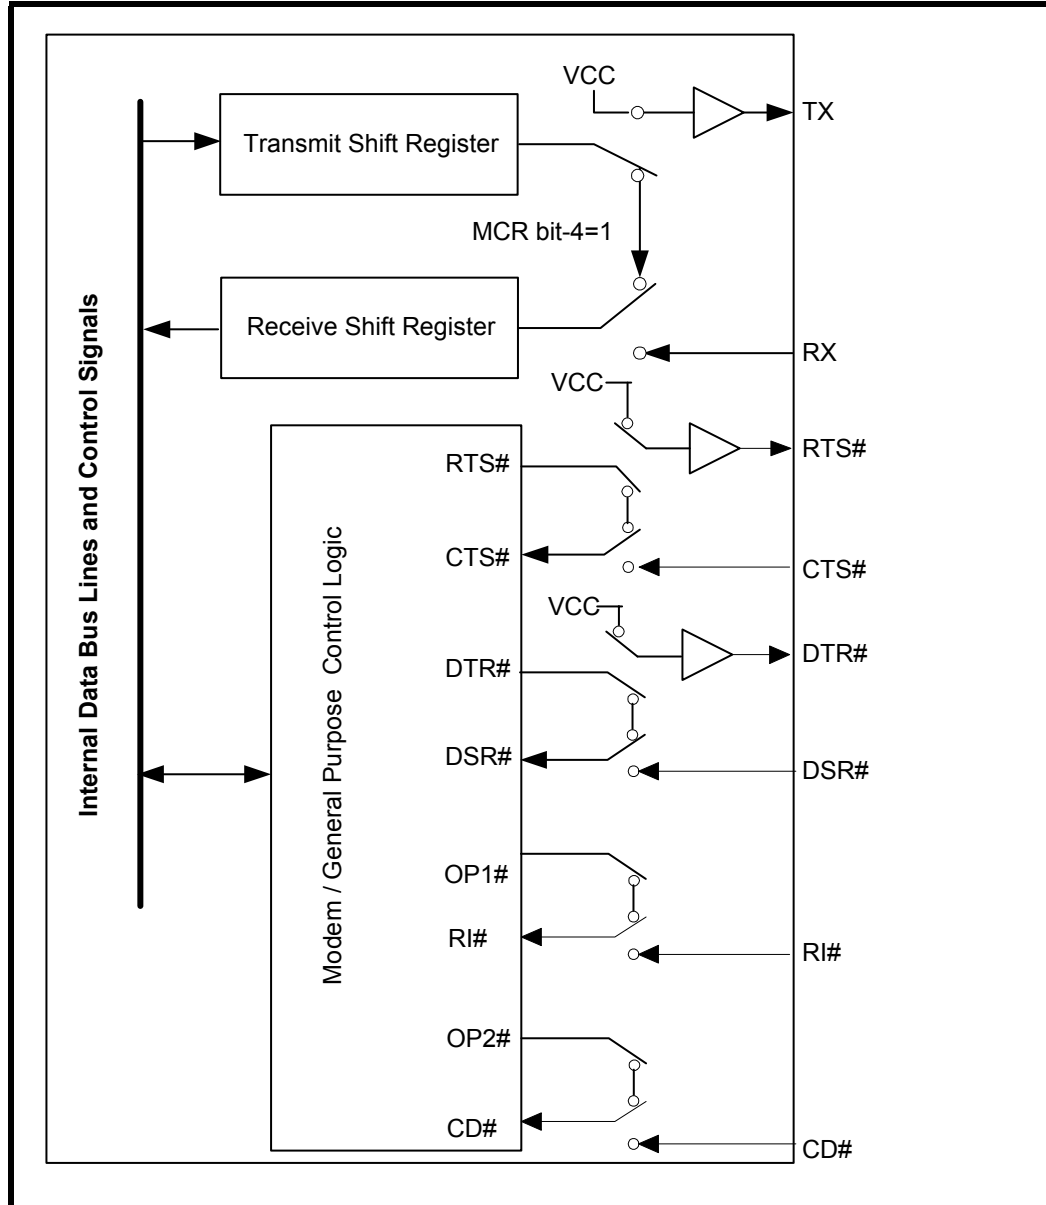 VCC
TX
Transmit Shift Register
MCR bit-4=1
Receive Shift Register
RX
VCC
RTS#
RTS#
CTS#
CTS#
VCC
DTR#
DTR#
DSR#
DSR#
OP1#
RI#
RI#
OP2#
CD#
CD#
Internal Data Bus Lines and Control Signals
Modem / General Purpose Control Logic